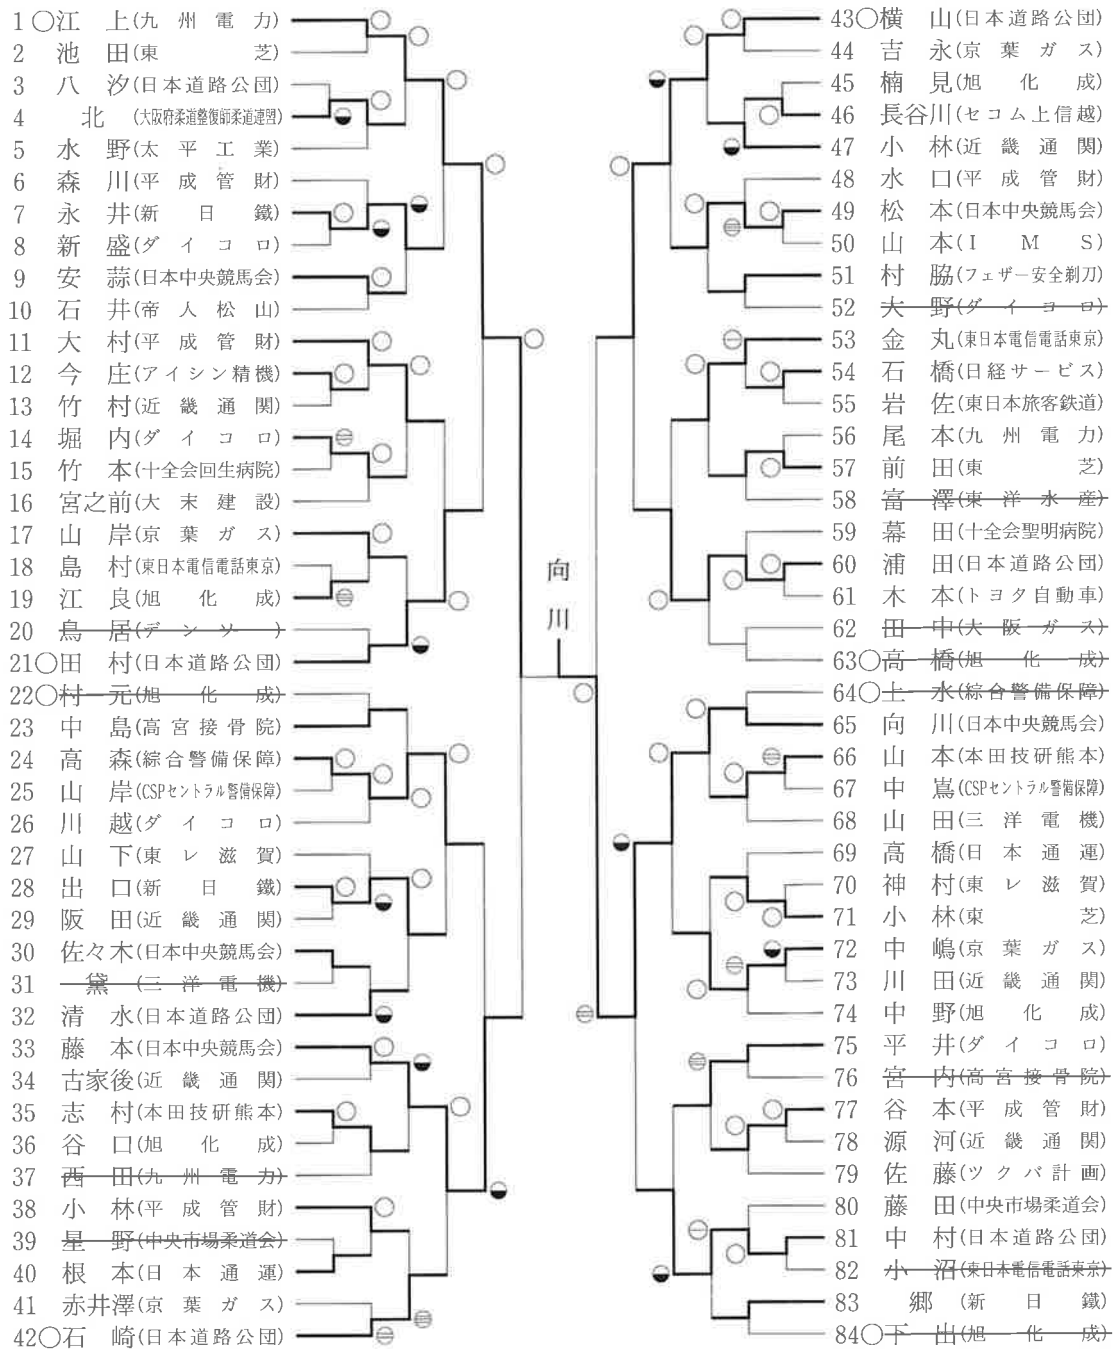 1○江上(九州電力)
2 池田(東芝)
3 八汐(日本道路公団)
4 北(大阪府柔道整復師柔道連盟)
5 水野(太平工業)
6 森川(平成管財)
7 永井(新日鐵)
8 新盛(ダイコロ)
9 安蒜(日本中央競馬会)
10 石井(帝人松山)
11 大村(平成管財)
12 今庄(アイシン精機)
13 竹村(近畿通関)
14 堀内(ダイコロ)
15 竹本(十全会回生病院)
16 宮之前(大末建設)
17 山岸(京葉ガス)
18 島村(東日本電信電話東京)
19 江良(旭化成)
20 鳥居(デンソー)
21○田村(日本道路公団)
22○村元(旭化成)
23 中島(高宮接骨院)
24 高森(綜合警備保障)
25 山岸(CSPセントラル警備保障)
26 川越(ダイコロ)
27 山下(東レ滋賀)
28 出口(新日鐵)
29 阪田(近畿通関)
30 佐々木(日本中央競馬会)
31 黛(三洋電機)
32 清水(日本道路公団)
33 藤本(日本中央競馬会)
34 古家後(近畿通関)
35 志村(本田技研熊本)
36 谷口(旭化成)
37 西田(九州電力)
38 小林(平成管財)
39 星野(中央市場柔道会)
40 根本(日本通運)
41 赤井澤(京葉ガス)
42○石崎(日本道路公団)
向川
43○横山(日本道路公団)
44 吉永(京葉ガス)
45 楠見(旭化成)
46 長谷川(セコム上信越)
47 小林(近畿通関)
48 水口(平成管財)
49 松本(日本中央競馬会)
50 山本(IMS)
51 村脇(フェザー安全剃刀)
52 大野(ダイコロ)
53 金丸(東日本電信電話東京)
54 石橋(日経サービス)
55 岩佐(東日本旅客鉄道)
56 尾本(九州電力)
57 前田(東芝)
58 富澤(東洋水産)
59 幕田(十全会聖明病院)
60 浦田(日本道路公団)
61 木本(トヨタ自動車)
62 田中(大阪ガス)
63○高橋(旭化成)
64○上水(綜合警備保障)
65 向川(日本中央競馬会)
66 山本(本田技研熊本)
67 中嶌(CSPセントラル警備保障)
68 山田(三洋電機)
69 高橋(日本通運)
70 神村(東レ滋賀)
71 小林(東芝)
72 中嶋(京葉ガス)
73 川田(近畿通関)
74 中野(旭化成)
75 平井(ダイコロ)
76 宮内(高宮接骨院)
77 谷本(平成管財)
78 源河(近畿通関)
79 佐藤(ツクバ計画)
80 藤田(中央市場柔道会)
81 中村(日本道路公団)
82 小沼(東日本電信電話東京)
83 郷(新日鐵)
84○下出(旭化成)